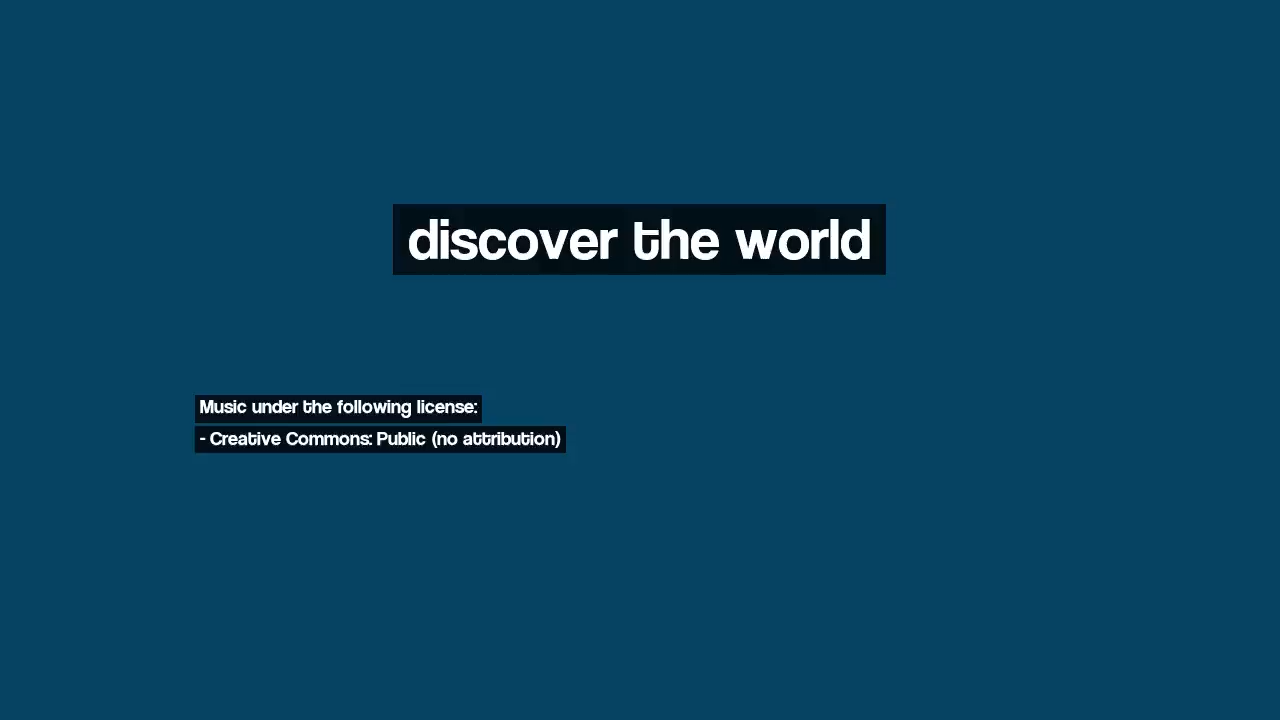 discover the world
Music under the following license:
- Creative Commons: Public (no attribution)